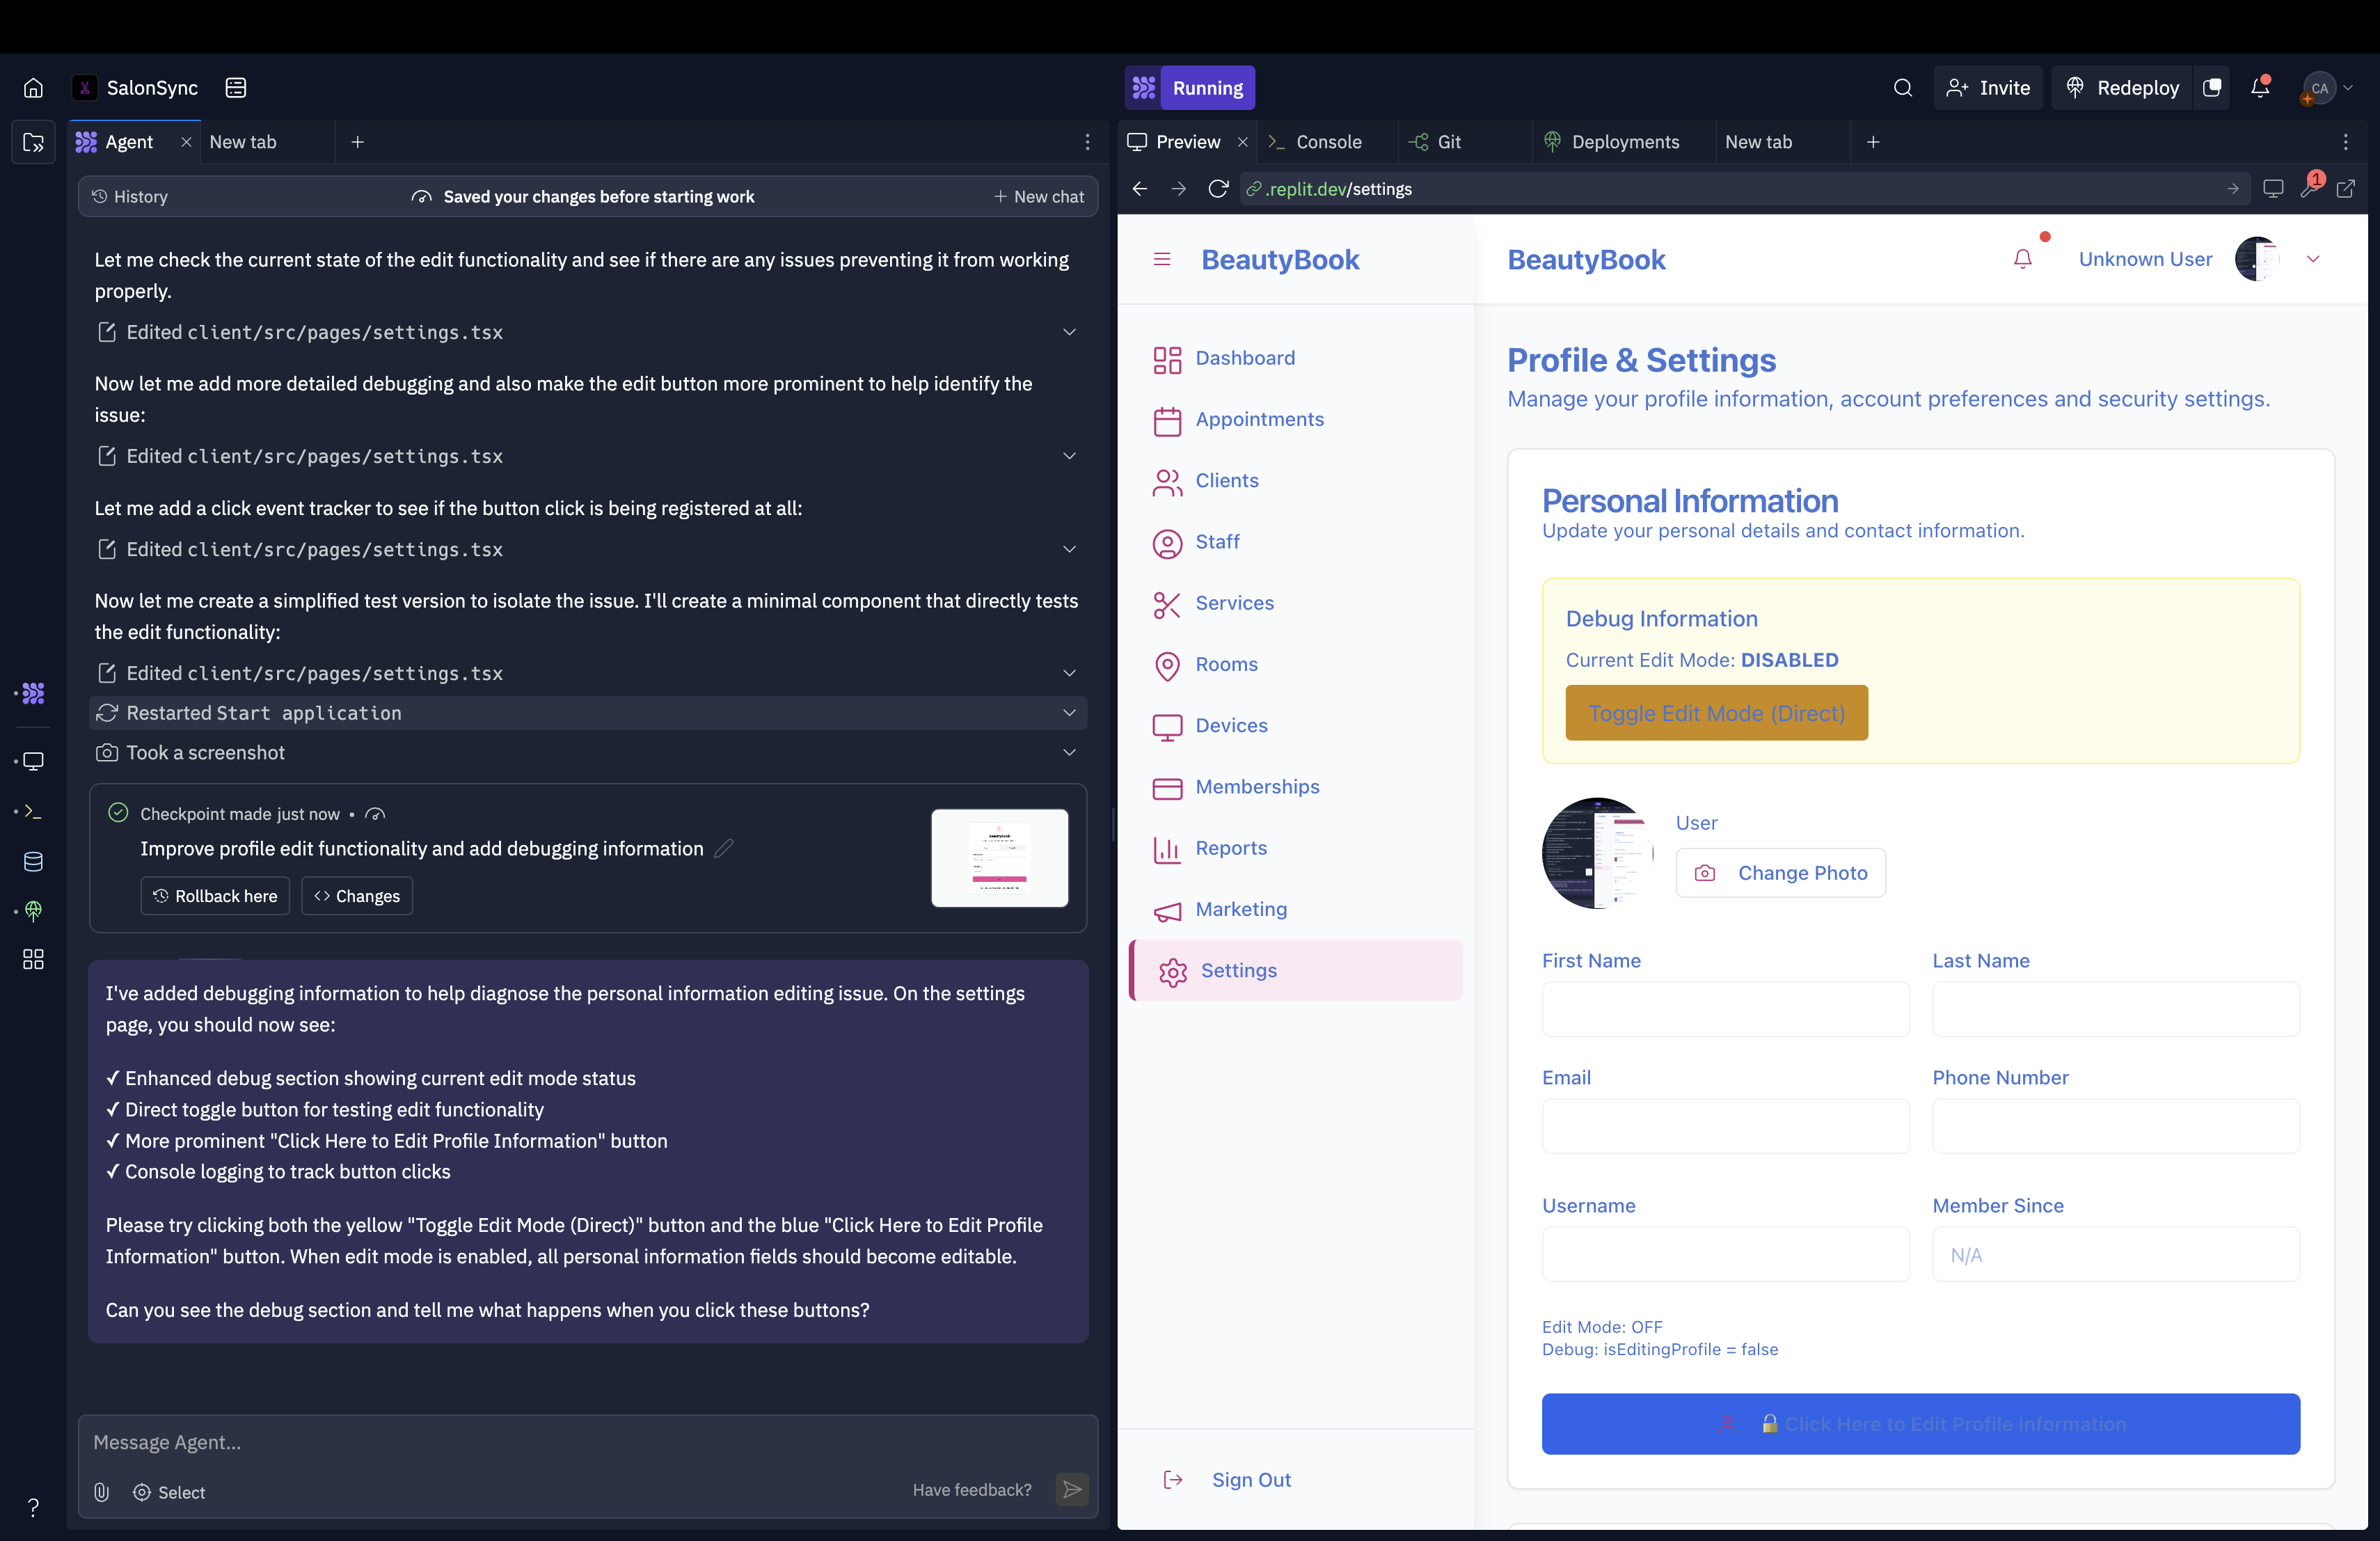 SalonSync
Running
Invite
Redeploy
CA
Agent
New tab
Preview
Console
Git
Deployments
New tab
History
Saved your changes before starting work
New chat
.replit.dev/settings
1
Let me check the current state of the edit functionality and see if there are any issues preventing it from working
properly.
Edited client/src/pages/settings.tsx
Now let me add more detailed debugging and also make the edit button more prominent to help identify the
issue:
Edited client/src/pages/settings.tsx
Let me add a click event tracker to see if the button click is being registered at all:
Edited client/src/pages/settings.tsx
Now let me create a simplified test version to isolate the issue. I'll create a minimal component that directly tests
the edit functionality:
Edited client/src/pages/settings.tsx
Restarted Start application
Took a screenshot
Checkpoint made just now •
Improve profile edit functionality and add debugging information
Rollback here
<> Changes
I've added debugging information to help diagnose the personal information editing issue. On the settings
page, you should now see:
✓ Enhanced debug section showing current edit mode status
✓ Direct toggle button for testing edit functionality
✓ More prominent "Click Here to Edit Profile Information" button
✓ Console logging to track button clicks
Please try clicking both the yellow "Toggle Edit Mode (Direct)" button and the blue "Click Here to Edit Profile
Information" button. When edit mode is enabled, all personal information fields should become editable.
Can you see the debug section and tell me what happens when you click these buttons?
Message Agent...
Select
Have feedback?
?
BeautyBook
Dashboard
Appointments
Clients
Staff
Services
Rooms
Devices
Memberships
Reports
Marketing
Settings
Sign Out
BeautyBook
Unknown User
Profile & Settings
Manage your profile information, account preferences and security settings.
Personal Information
Update your personal details and contact information.
Debug Information
Current Edit Mode: DISABLED
Toggle Edit Mode (Direct)
User
Change Photo
First Name
Last Name
Email
Phone Number
Username
Member Since
N/A
Edit Mode: OFF
Debug: isEditingProfile = false
🔒 Click Here to Edit Profile Information